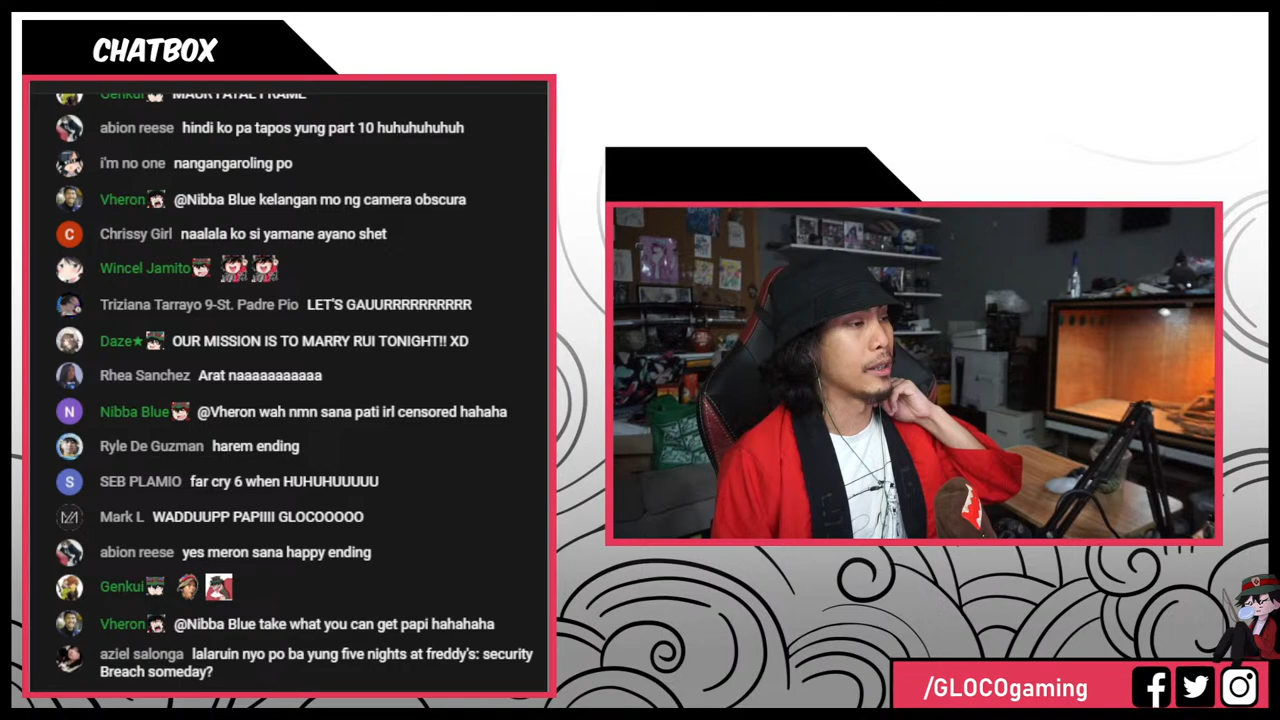 CHATBOX
Genkui MAUR FATAL FRAME
abion reese hindi ko pa tapos yung part 10 huhuhuhuhuh
i'm no one nangangaroling po
Vheron @Nibba Blue kelangan mo ng camera obscura
Chrissy Girl naalala ko si yamane ayano shet
Wincel Jamito
Triziana Tarrayo 9-St. Padre Pio LET'S GAUURRRRRRRRRR
Daze★ OUR MISSION IS TO MARRY RUI TONIGHT!! XD
Rhea Sanchez Arat naaaaaaaaaaa
Nibba Blue @Vheron wah nmn sana pati irl censored hahaha
Ryle De Guzman harem ending
SEB PLAMIO far cry 6 when HUHUHUUUUU
Mark L WADDUUPP PAPIIII GLOCOOOOO
abion reese yes meron sana happy ending
Genkui
Vheron @Nibba Blue take what you can get papi hahahaha
aziel salonga lalaruin nyo po ba yung five nights at freddy's: security
Breach someday?
/GLOCOgaming